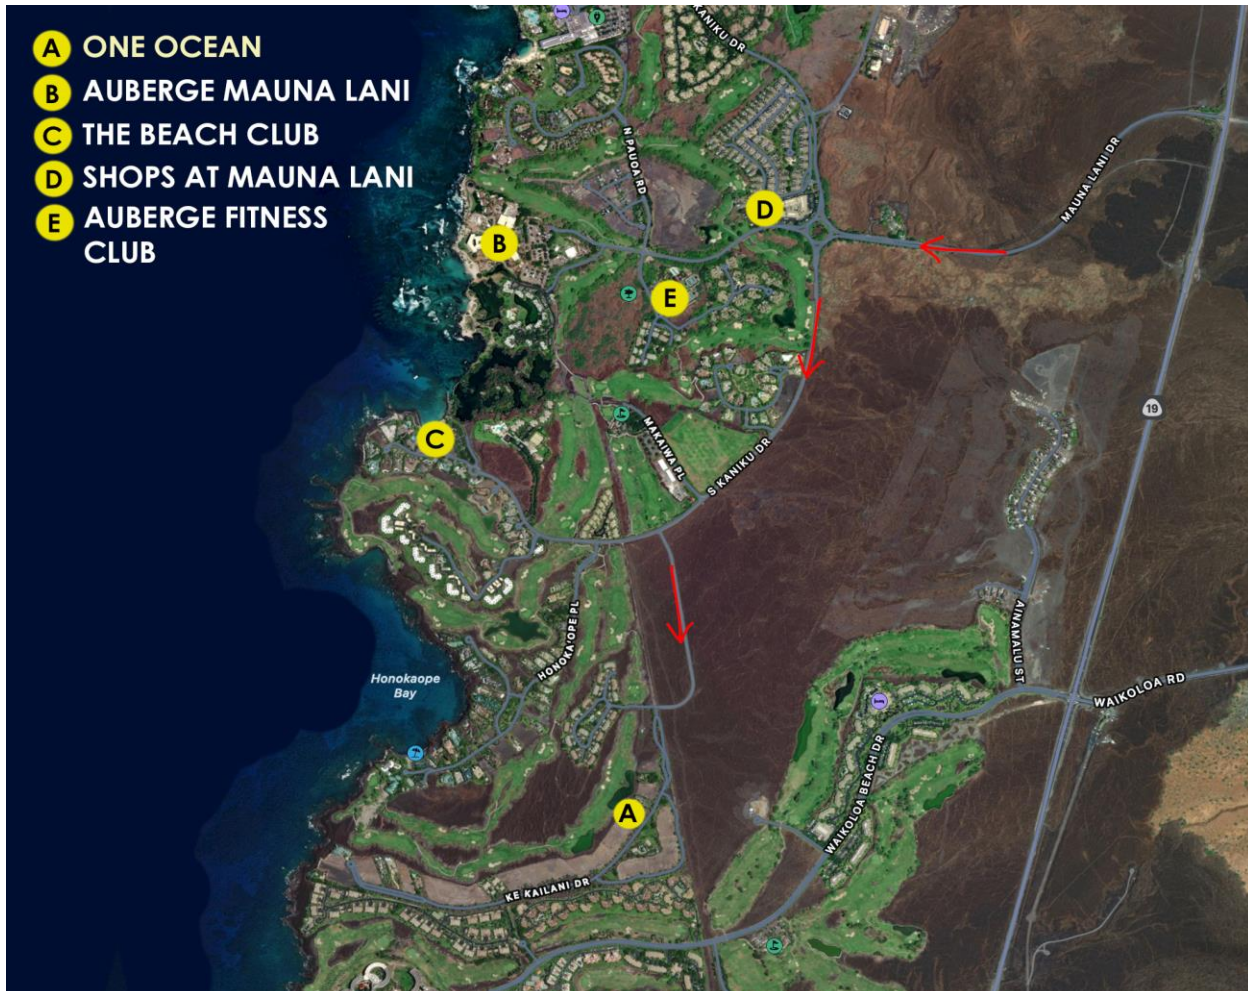 A ONE OCEAN
B AUBERGE MAUNA LANI
C THE BEACH CLUB
D SHOPS AT MAUNA LANI
E AUBERGE FITNESS
CLUB
KANIKU DR
N PAUOA RD
MAUNA LANI DR
D
B
E
19
C
MAKAIWA PL
S KANIKU DR
AINAMALU ST
HONOKA'OPE PL
Honokaope
Bay
WAIKOLOA RD
WAIKOLOA BEACH DR
A
KE KAILANI DR